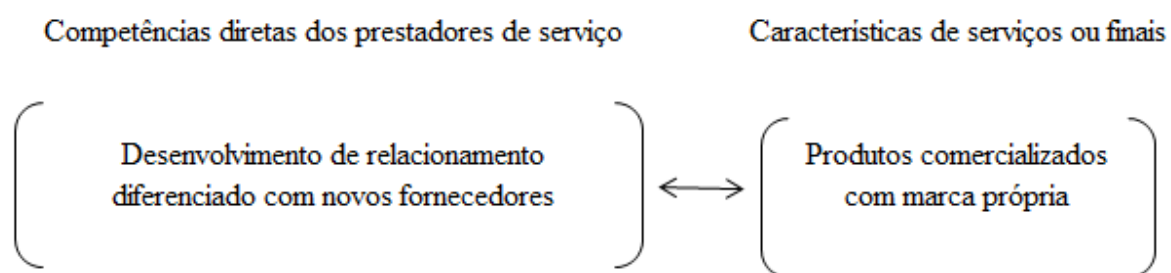 Competências diretas dos prestadores de serviço
Características de serviços ou finais
Desenvolvimento de relacionamento
diferenciado com novos fornecedores
Produtos comercializados
com marca própria